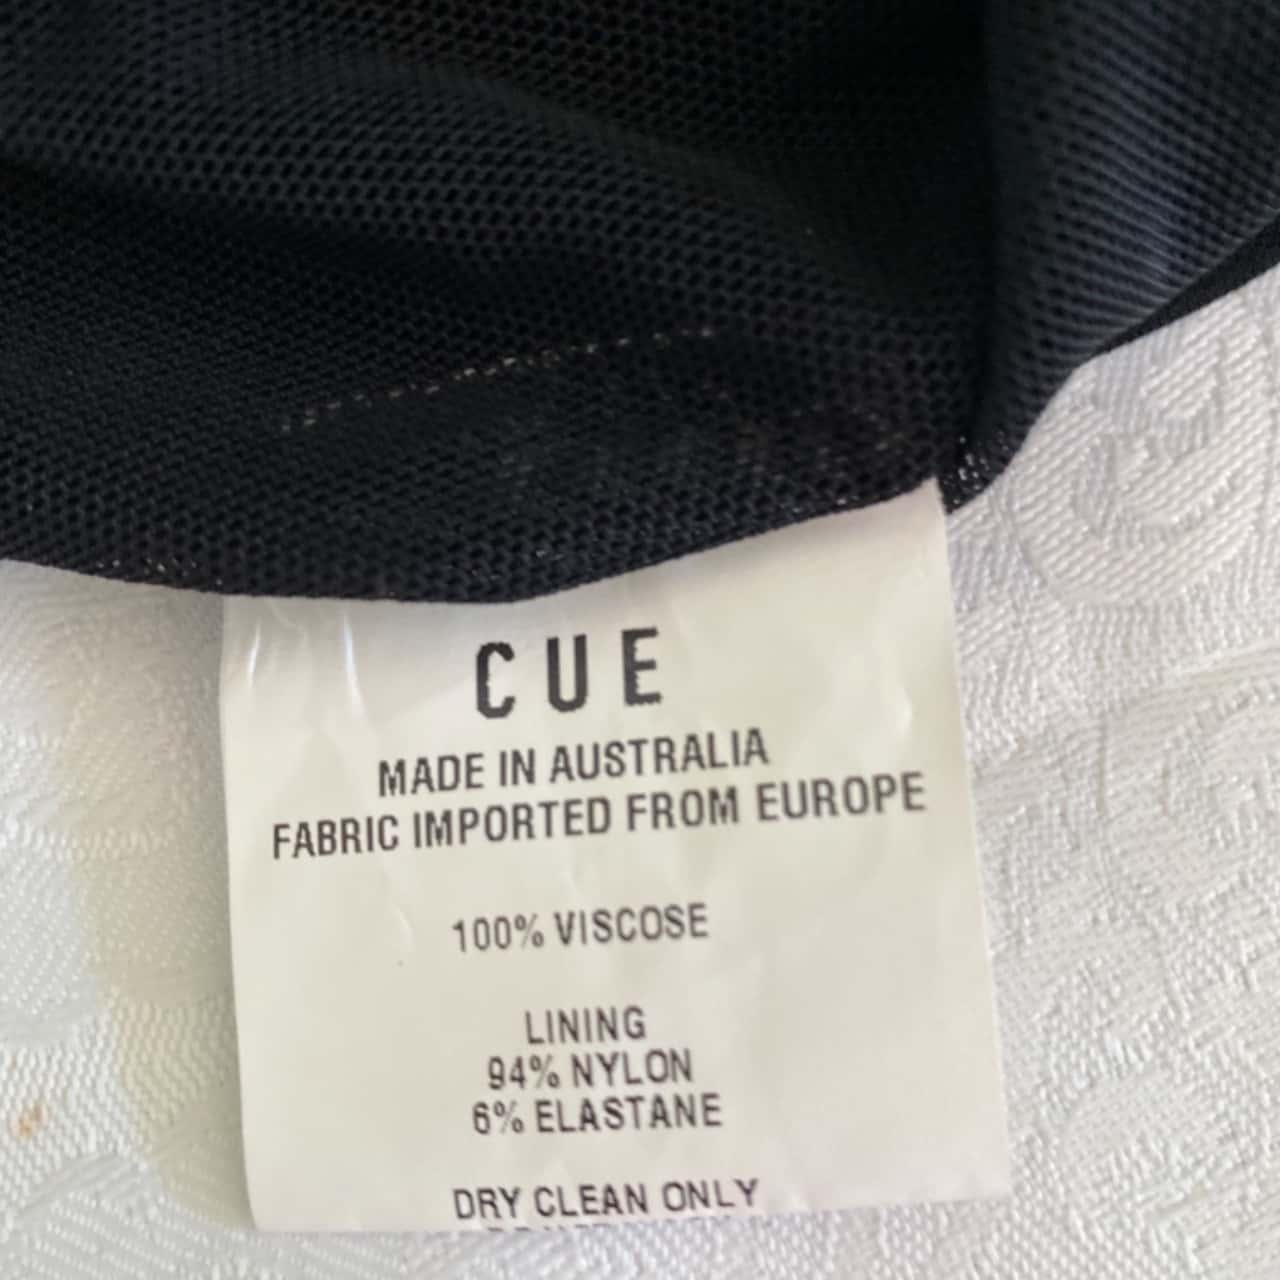 CUE
MADE IN AUSTRALIA
FABRIC IMPORTED FROM EUROPE
100% VISCOSE
LINING
94% NYLON
6% ELASTANE
DRY CLEAN ONLY